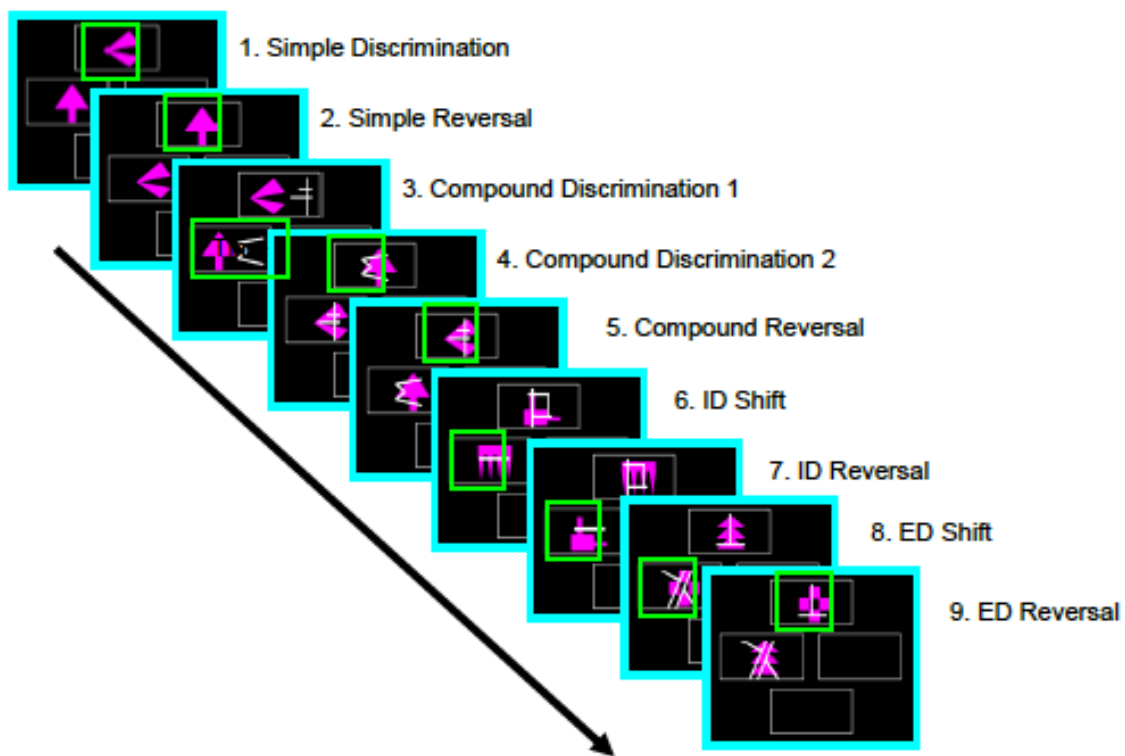 1. Simple Discrimination
2. Simple Reversal
3. Compound Discrimination 1
4. Compound Discrimination 2
5. Compound Reversal
6. ID Shift
7. ID Reversal
8. ED Shift
9. ED Reversal